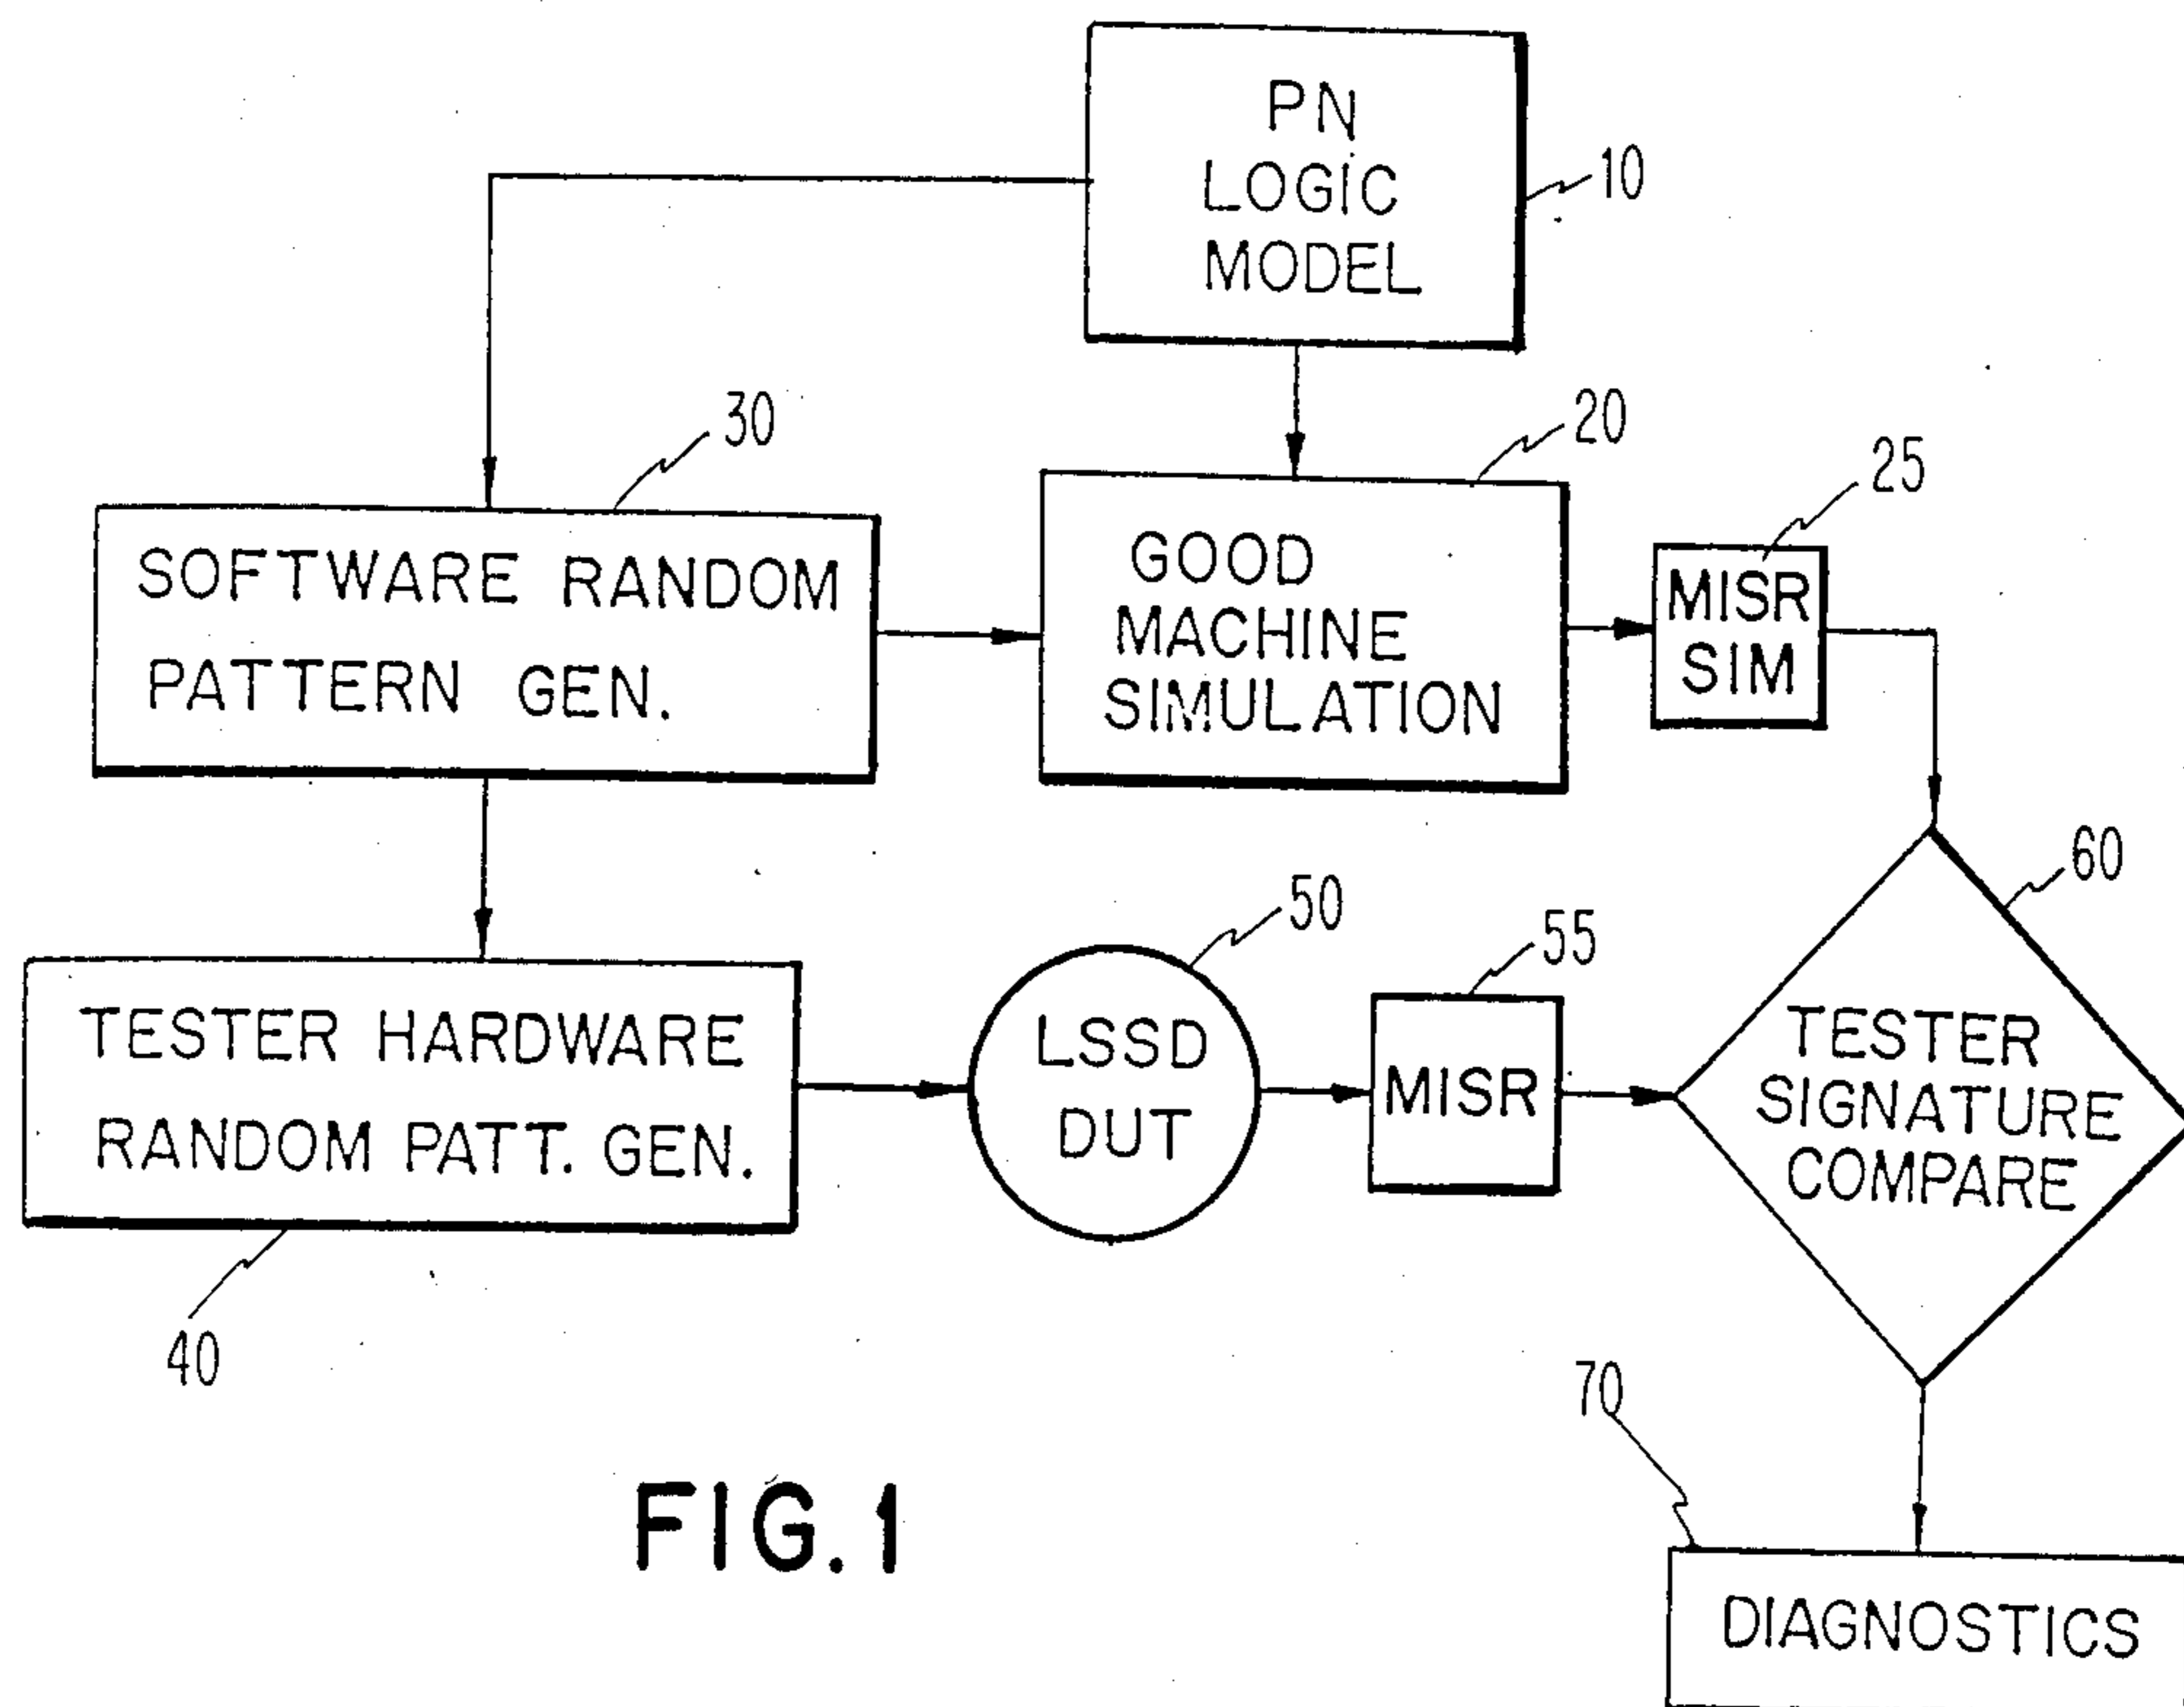 PN
LOGIC
MODEL
10
30
20
25
SOFTWARE RANDOM
PATTERN GEN.
GOOD
MACHINE
SIMULATION
MISR
SIM
60
50
55
TESTER HARDWARE
RANDOM PATT. GEN.
LSSD
DUT
MISR
TESTER
SIGNATURE
COMPARE
40
70
FIG. 1
DIAGNOSTICS